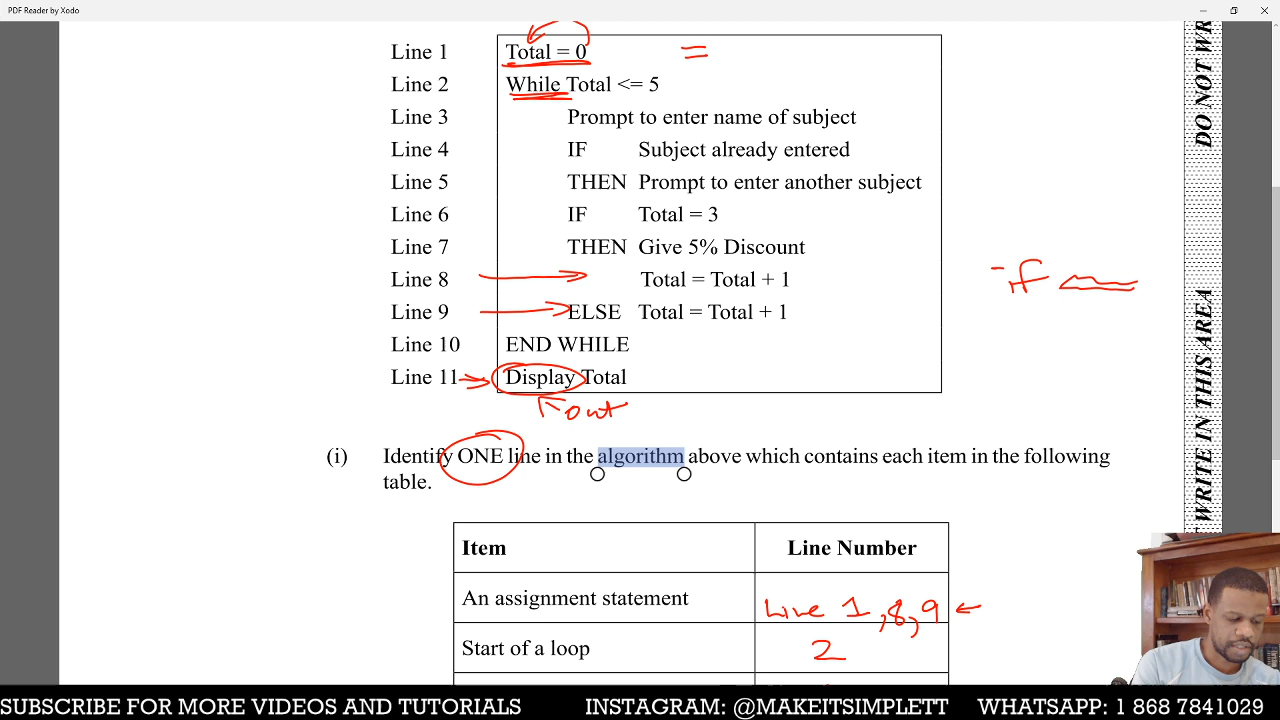 PDF Reader by Xodo
Line 1 Total = 0 =
Line 2 While Total <= 5
Line 3 Prompt to enter name of subject
Line 4 IF Subject already entered
Line 5 THEN Prompt to enter another subject
Line 6 IF Total = 3
Line 7 THEN Give 5% Discount
Line 8 Total = Total + 1
if
Line 9 ELSE Total = Total + 1
Line 10 END WHILE
Line 11 Display Total
out
(i) Identify ONE line in the algorithm above which contains each item in the following
table.
Item Line Number
An assignment statement Line 1, 8, 9
Start of a loop 2
DO NOT WR
WRITE IN THIS AREA
SUBSCRIBE FOR MORE VIDEOS AND TUTORIALS INSTAGRAM: @MAKEITSIMPLETT WHATSAPP: 1 868 7841029